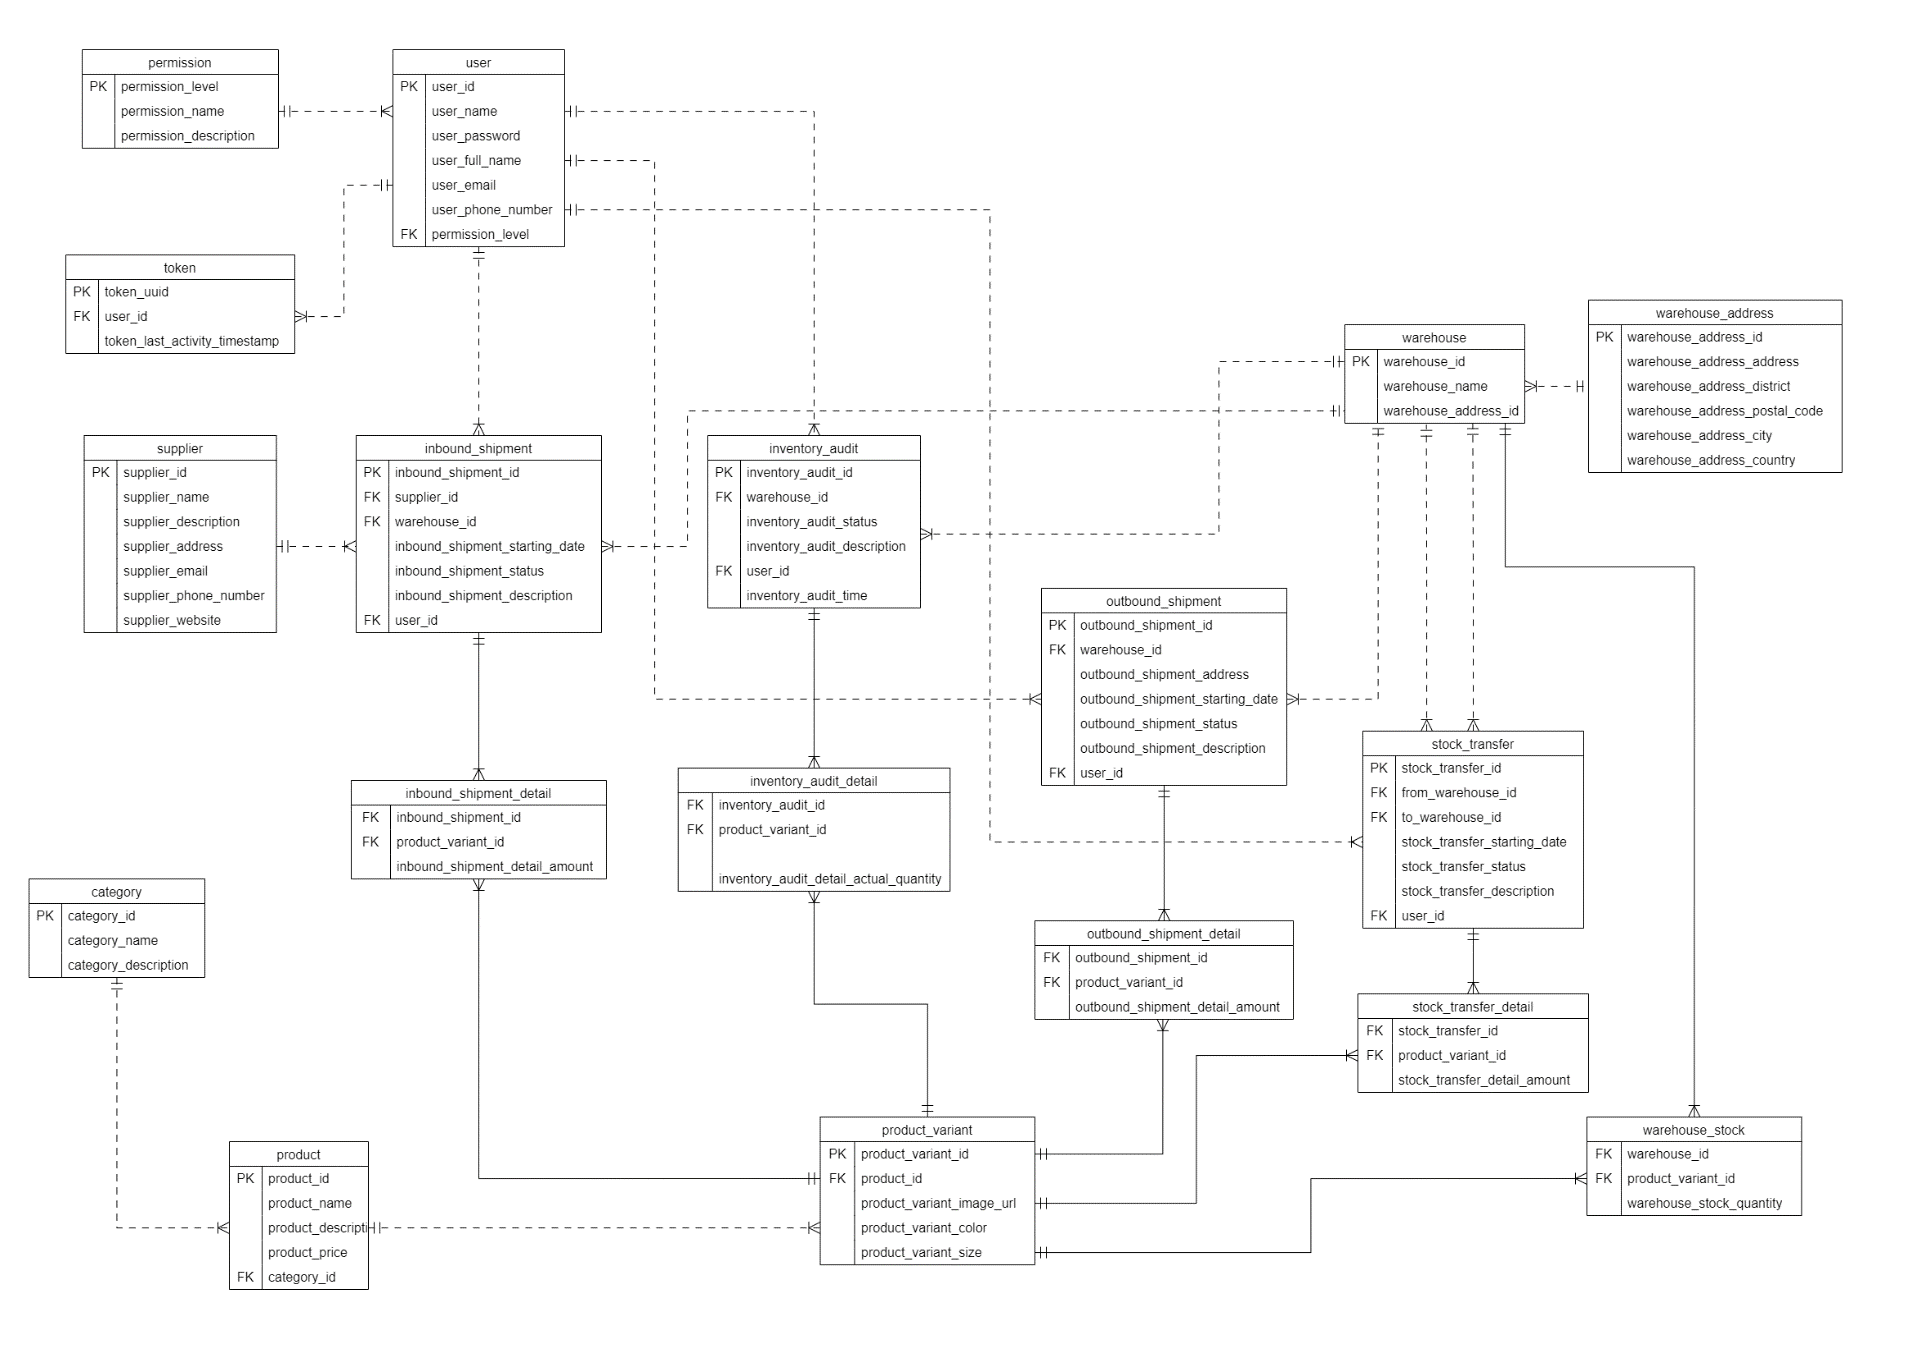 permission
PK permission_level
permission_name
permission_description
user
PK user_id
user_name
user_password
user_full_name
user_email
user_phone_number
FK permission_level
token
PK token_uuid
FK user_id
token_last_activity_timestamp
warehouse
PK warehouse_id
warehouse_name
warehouse_address_id
warehouse_address
PK warehouse_address_id
warehouse_address_address
warehouse_address_district
warehouse_address_postal_code
warehouse_address_city
warehouse_address_country
supplier
PK supplier_id
supplier_name
supplier_description
supplier_address
supplier_email
supplier_phone_number
supplier_website
inbound_shipment
PK inbound_shipment_id
FK supplier_id
FK warehouse_id
inbound_shipment_starting_date
inbound_shipment_status
inbound_shipment_description
FK user_id
inventory_audit
PK inventory_audit_id
FK warehouse_id
inventory_audit_status
inventory_audit_description
FK user_id
inventory_audit_time
outbound_shipment
PK outbound_shipment_id
FK warehouse_id
outbound_shipment_address
outbound_shipment_starting_date
outbound_shipment_status
outbound_shipment_description
FK user_id
stock_transfer
PK stock_transfer_id
FK from_warehouse_id
FK to_warehouse_id
stock_transfer_starting_date
stock_transfer_status
stock_transfer_description
FK user_id
inbound_shipment_detail
FK inbound_shipment_id
FK product_variant_id
inbound_shipment_detail_amount
inventory_audit_detail
FK inventory_audit_id
FK product_variant_id
inventory_audit_detail_actual_quantity
category
PK category_id
category_name
category_description
outbound_shipment_detail
FK outbound_shipment_id
FK product_variant_id
outbound_shipment_detail_amount
stock_transfer_detail
FK stock_transfer_id
FK product_variant_id
stock_transfer_detail_amount
product
PK product_id
product_name
product_descripti
product_price
FK category_id
product_variant
PK product_variant_id
FK product_id
product_variant_image_url
product_variant_color
product_variant_size
warehouse_stock
FK warehouse_id
FK product_variant_id
warehouse_stock_quantity